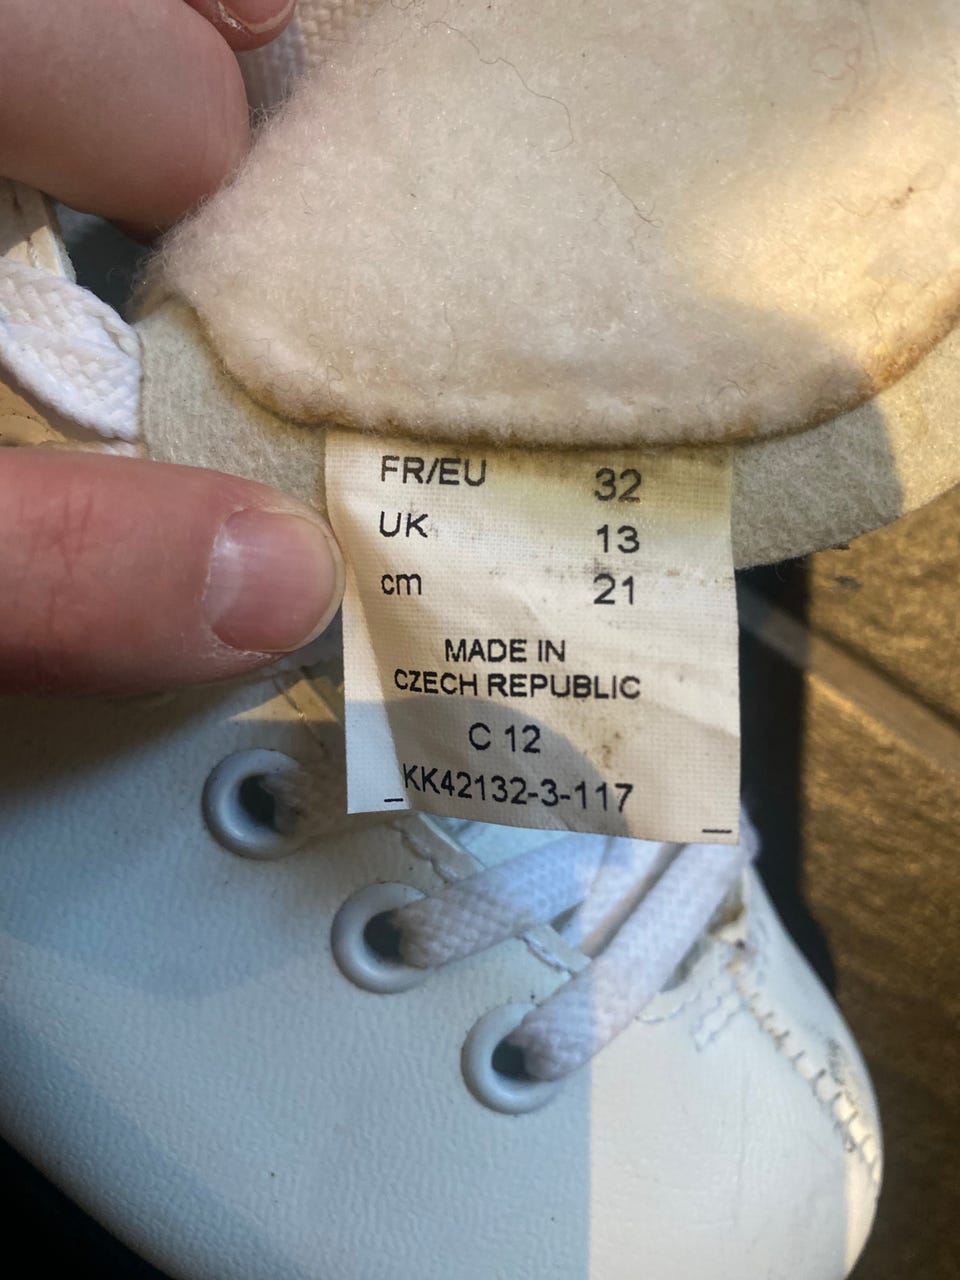 FR/EU 32
UK 13
cm 21
MADE IN
CZECH REPUBLIC
C 12
KK42132-3-117